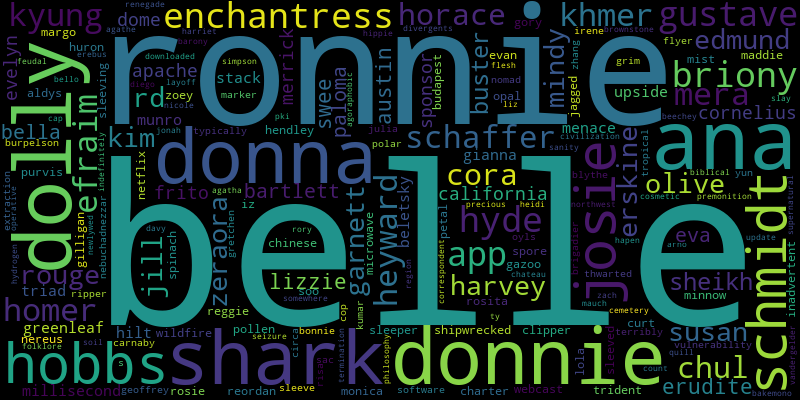 renegade
kyung
enchantress
horace
gory
khmer
gustave
margo
dome
agathe
harriet
hipple
divergents
irene
brownstone
flyer
edmund
huron
barony
ronnie
evelyn
feudal
erebus
apache
downloaded
simpson
stack
merrick
austin
sponsor
budapest
buster
evan
flesh
nomad
mindy
jagged
zhang
grim
mist
maddie
briony
bello
layoff
marker
swee
paloma
agoraphobic
rd
zoey
diego
nicole
opal
liz
upside
mera
slay
aldys
cap
sleeving
munro
pki
cornelius
beechey
bella
burpelson
dolly
efraim
kim
jonah
typically
hendley
julia
schaffer
menace
civilization
sanity
ana
purvis
donna
polar
gianna
blythe
tropical
biblical
yun
indefinitely
netflix
frito
agatha
bartlett
cora
precious
heidi
northwest
olive
cosmetic
premonition
extraction
operative
newlywed
gilligan
nebuchadnezzar
iz
garnett
heyward
california
petal
josie
erskine
supernatural
davy
gretchen
rory
beletsky
hyde
oyls
hapen
arno
update
hydrogen
jill
spinach
zeraora
chinese
microwave
region
correspondent
app
spore
gazoo
chateau
brigadier
thwarted
eva
inadvertent
rouge
belle
lizzie
harvey
zach
mauch
sheikh
triad
ripper
soo
somewhere
rosita
minnow
schmidt
homer
reggie
cop
kumar
ty
cemetery
greenleaf
hilt
wildfire
pollen
bonnie
sleeper
shipwrecked
clipper
curt
terribly
susan
nereus
folklore
soil
carnaby
seizure
circa
termination
philosophy
lola
sleeved
vulnerability
quill
hobbs
s
shark
sac
donnie
chul
count
vandergelder
millisecond
geoffrey
rosie
reordan
sleeve
monica
software
charter
webcast
trident
erudite
bakemono